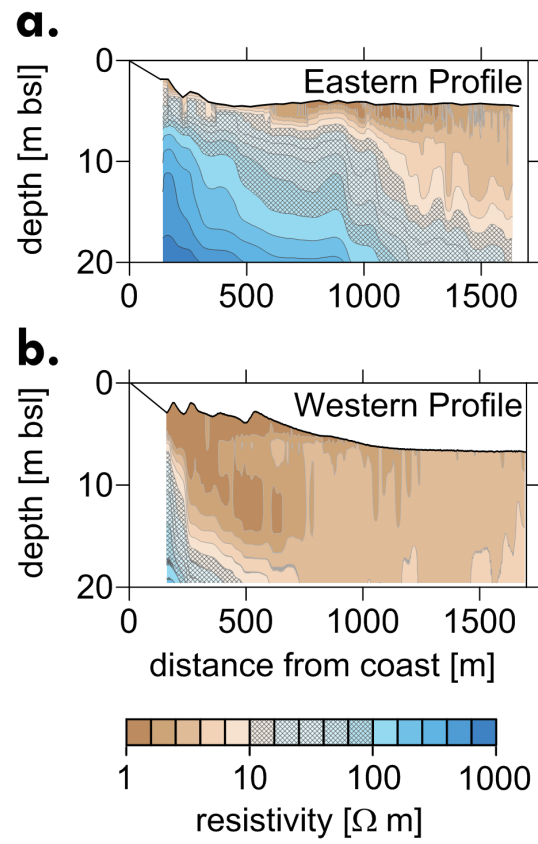 a.
Eastern Profile
depth [m bsl]
0
10
20
0 500 1000 1500
b.
Western Profile
depth [m bsl]
0
10
20
0 500 1000 1500
distance from coast [m]
1 10 100 1000
resistivity [Ω m]